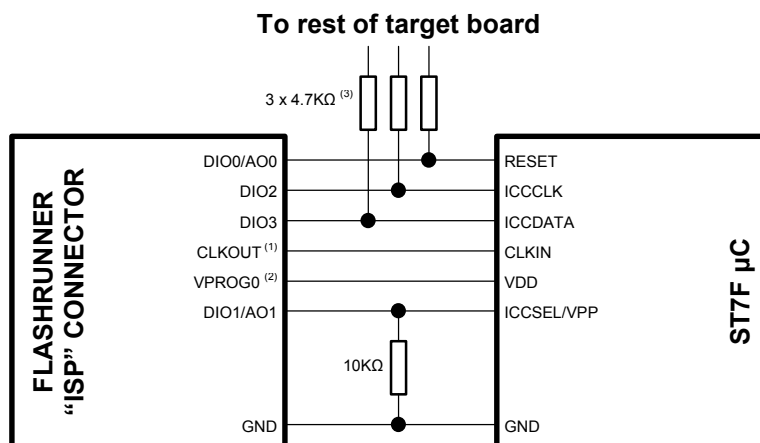 To rest of target board
3 x 4.7KΩ (3)
FLASHRUNNER
“ISP” CONNECTOR
DIO0/AO0
RESET
DIO2
ICCCLK
DIO3
ICCDATA
CLKOUT (1)
CLKIN
VPROG0 (2)
VDD
DIO1/AO1
ICCSEL/VPP
10KΩ
GND
GND
ST7F µC